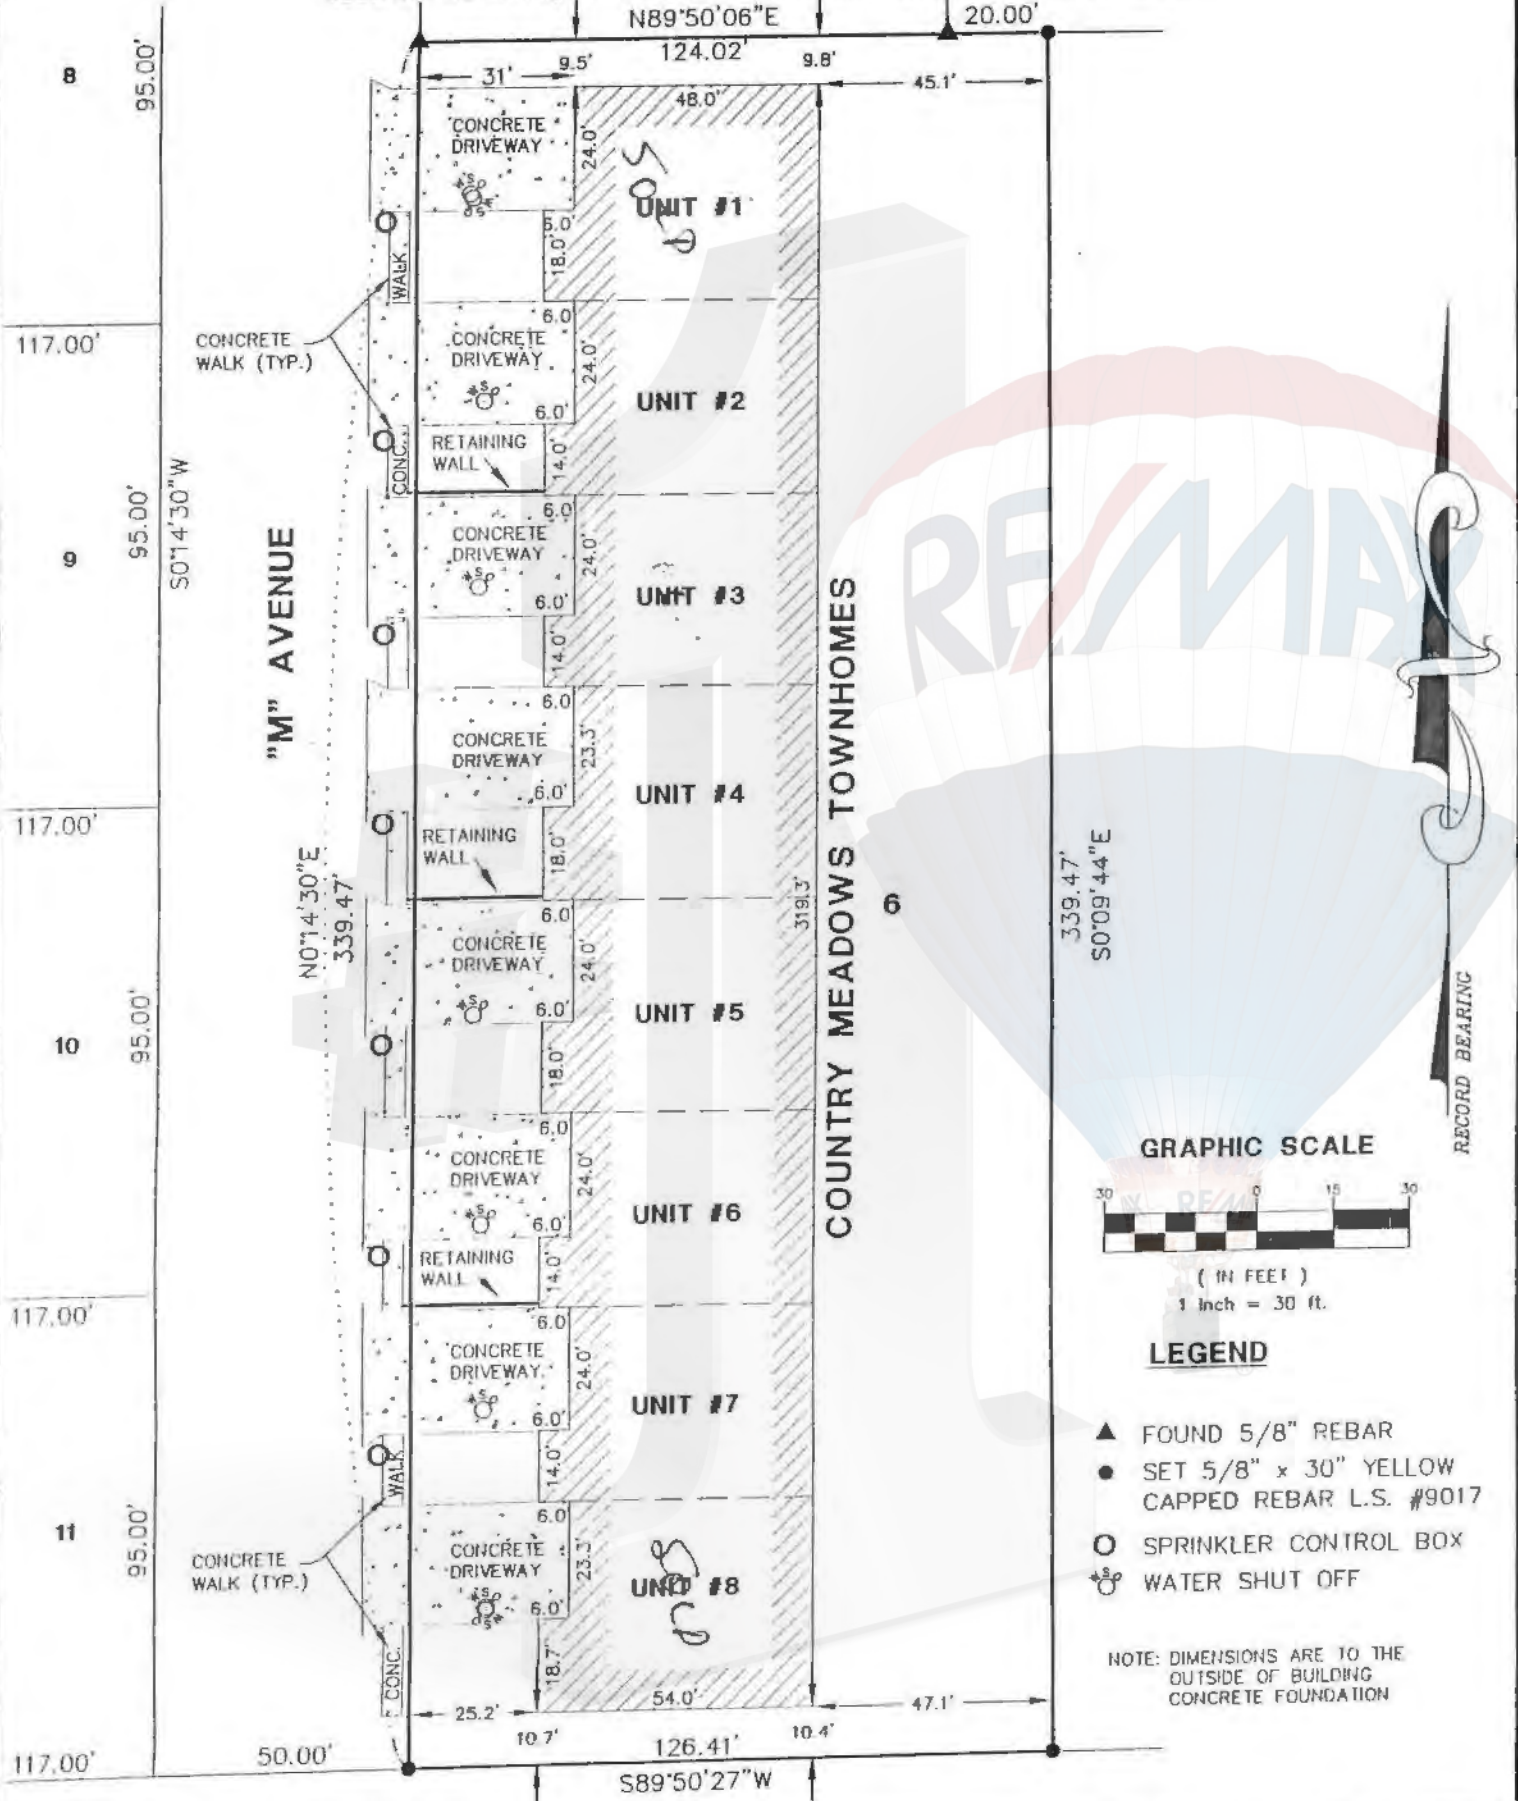 N89°50'06"E
20.00'
124.02'
8
95.00'
31'
9.5'
9.8'
45.1'
48.0'
CONCRETE
DRIVEWAY
24.0'
SOLD
UNIT #1
6.0'
18.0'
WALK
CONCRETE
WALK (TYP.)
117.00'
6.0'
CONCRETE
DRIVEWAY
24.0'
UNIT #2
6.0'
RETAINING
WALL
14.0'
CONC.
S0°14'30"W
95.00'
9
"M" AVENUE
6.0'
CONCRETE
DRIVEWAY
24.0'
UNIT #3
6.0'
14.0'
COUNTRY MEADOWS TOWNHOMES
RE/MAX
6.0'
CONCRETE
DRIVEWAY
23.3'
UNIT #4
6.0'
117.00'
RETAINING
WALL
18.0'
N0°14'30"E
339.47'
319.3'
6
339.47'
S0°09'44"E
6.0'
CONCRETE
DRIVEWAY
24.0'
UNIT #5
6.0'
18.0'
10
95.00'
RECORD BEARING
6.0'
CONCRETE
DRIVEWAY
24.0'
UNIT #6
6.0'
RETAINING
WALL
14.0'
GRAPHIC SCALE
30 0 15 30
RE/MAX
( IN FEET )
1 inch = 30 ft.
117.00'
6.0'
CONCRETE
DRIVEWAY
24.0'
UNIT #7
6.0'
14.0'
WALK
LEGEND
FOUND 5/8" REBAR
SET 5/8" x 30" YELLOW
CAPPED REBAR L.S. #9017
SPRINKLER CONTROL BOX
WATER SHUT OFF
11
95.00'
CONCRETE
WALK (TYP.)
6.0'
CONCRETE
DRIVEWAY
23.3'
SOLD
UNIT #8
6.0'
18.7'
CONC.
NOTE: DIMENSIONS ARE TO THE
OUTSIDE OF BUILDING
CONCRETE FOUNDATION
25.2'
54.0'
47.1'
10.7'
10.4'
117.00'
50.00'
126.41'
S89°50'27"W